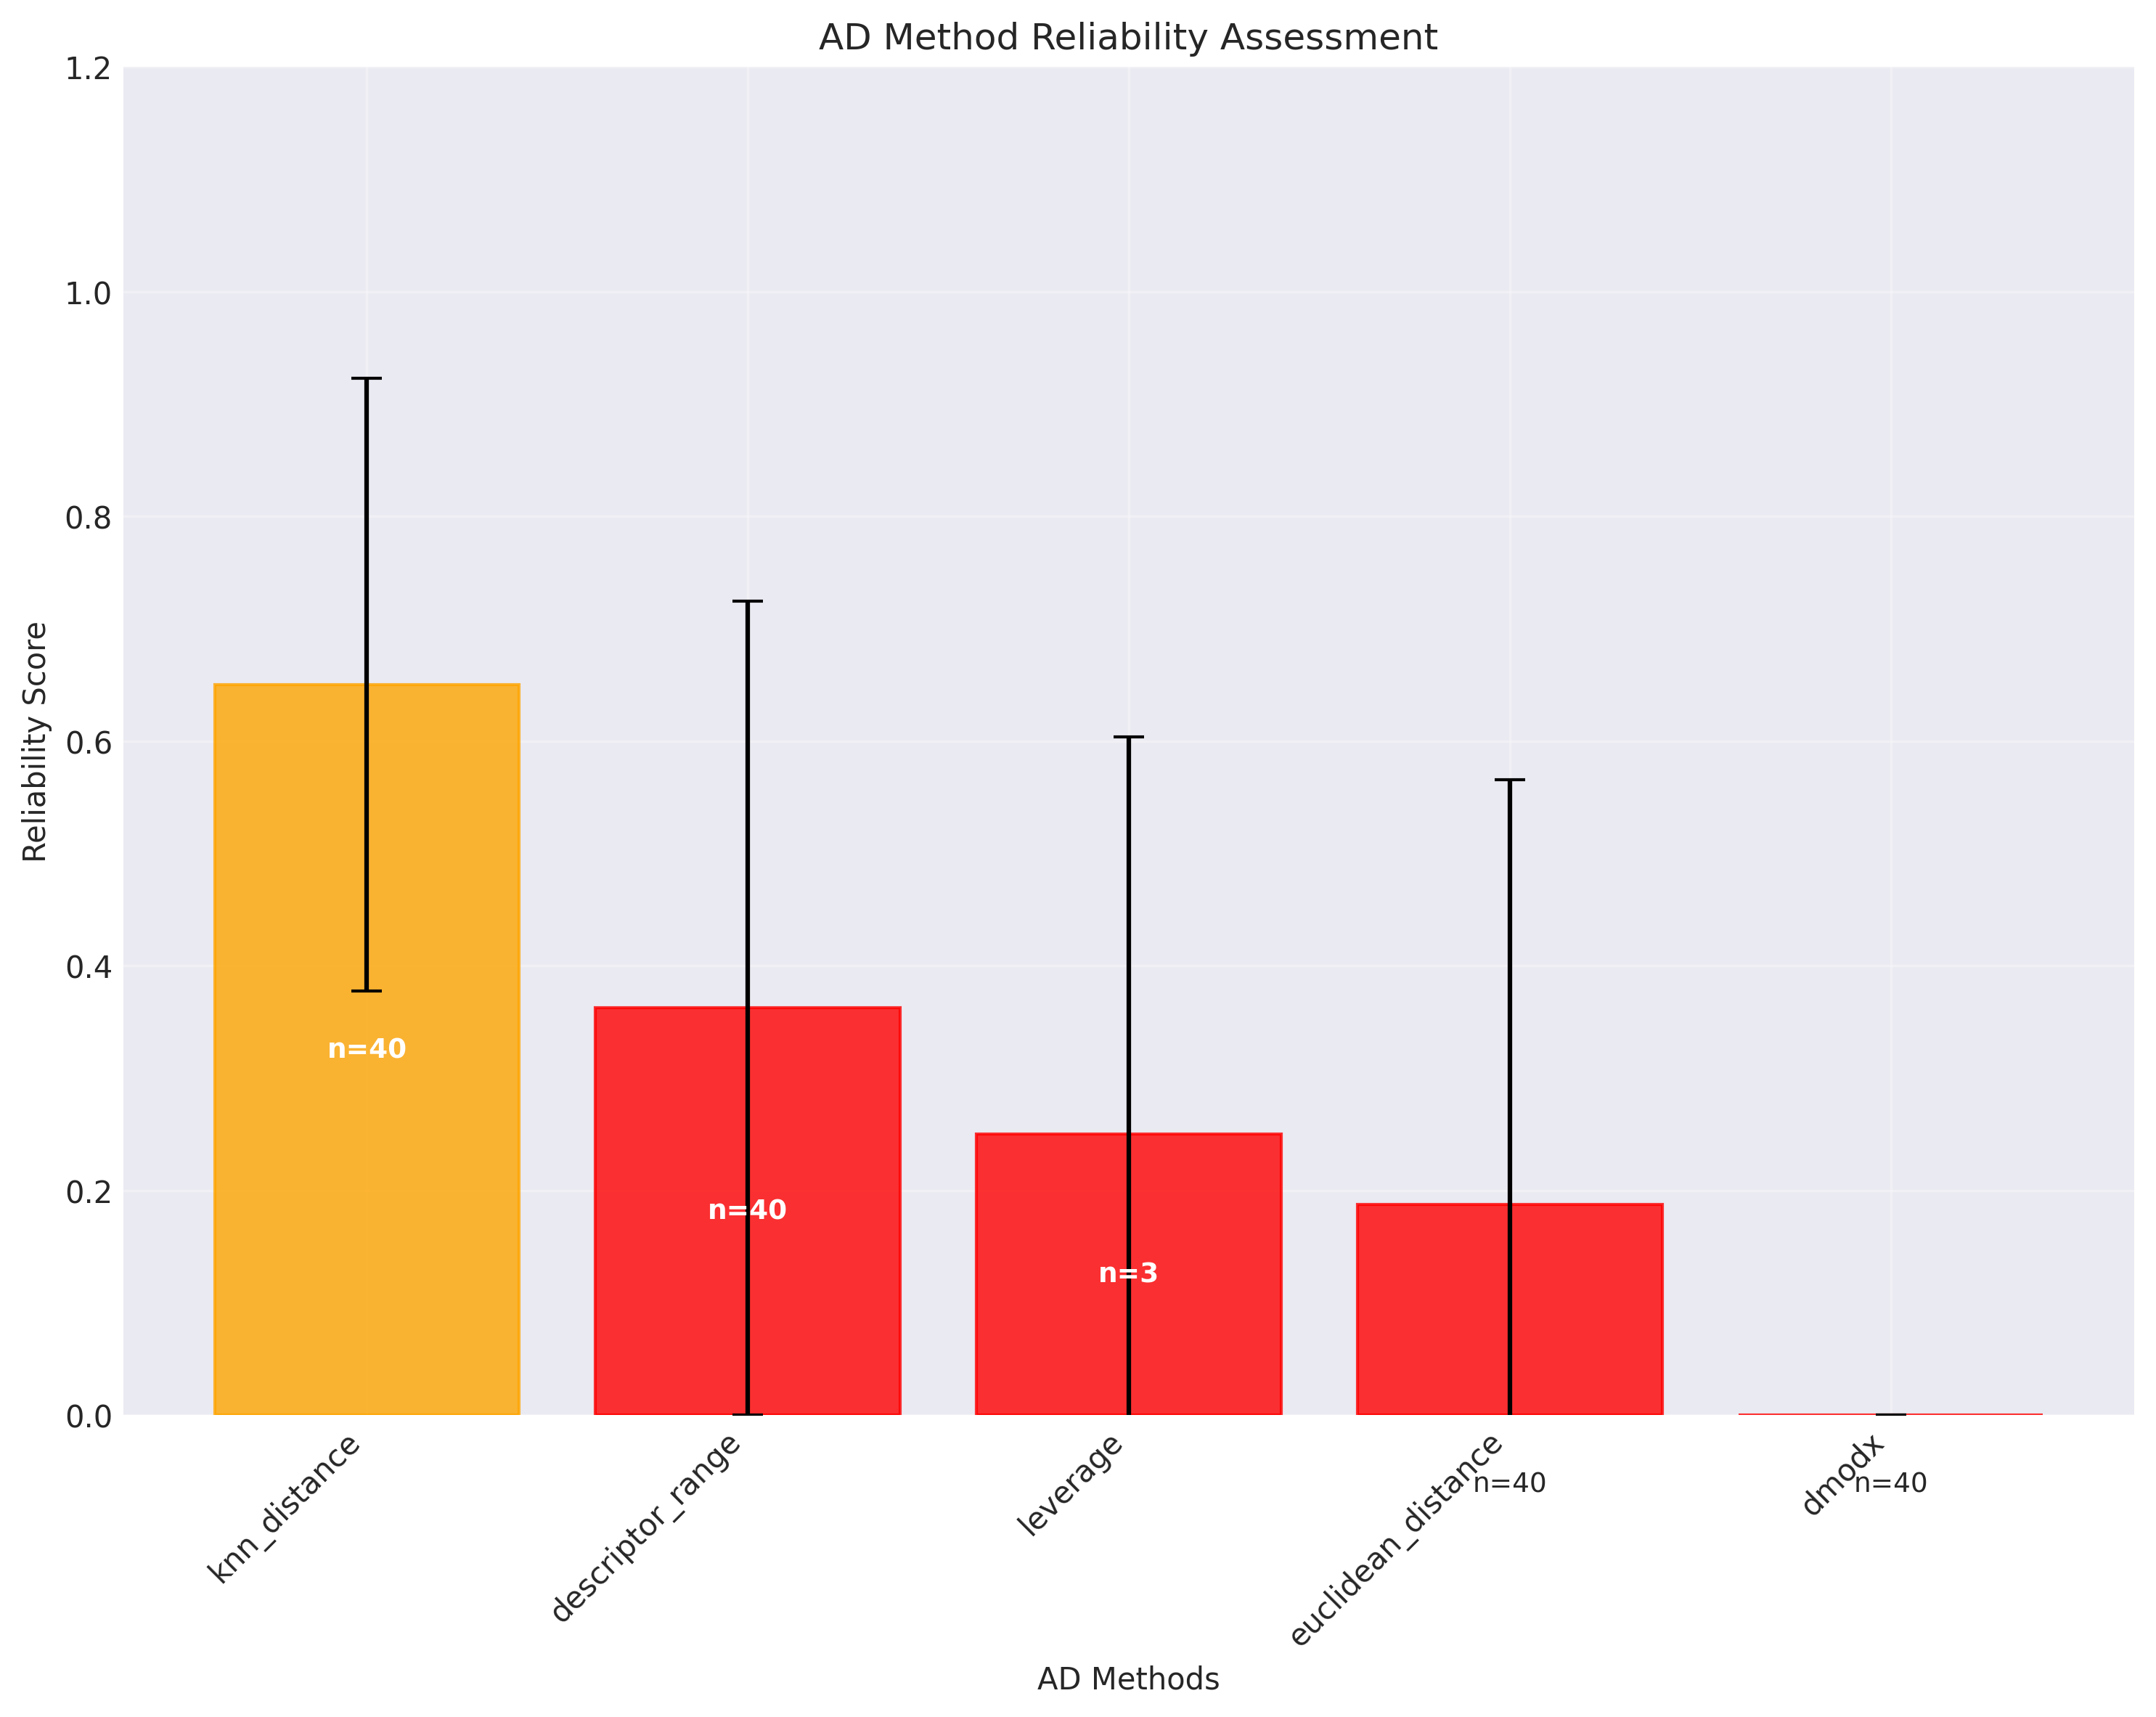 AD Method Reliability Assessment
1.2
1.0
0.8
0.6
0.4
0.2
0.0
Reliability Score
n=40
n=40
n=3
n=40
n=40
knn_distance
descriptor_range
leverage
euclidean_distance
dmodx
AD Methods